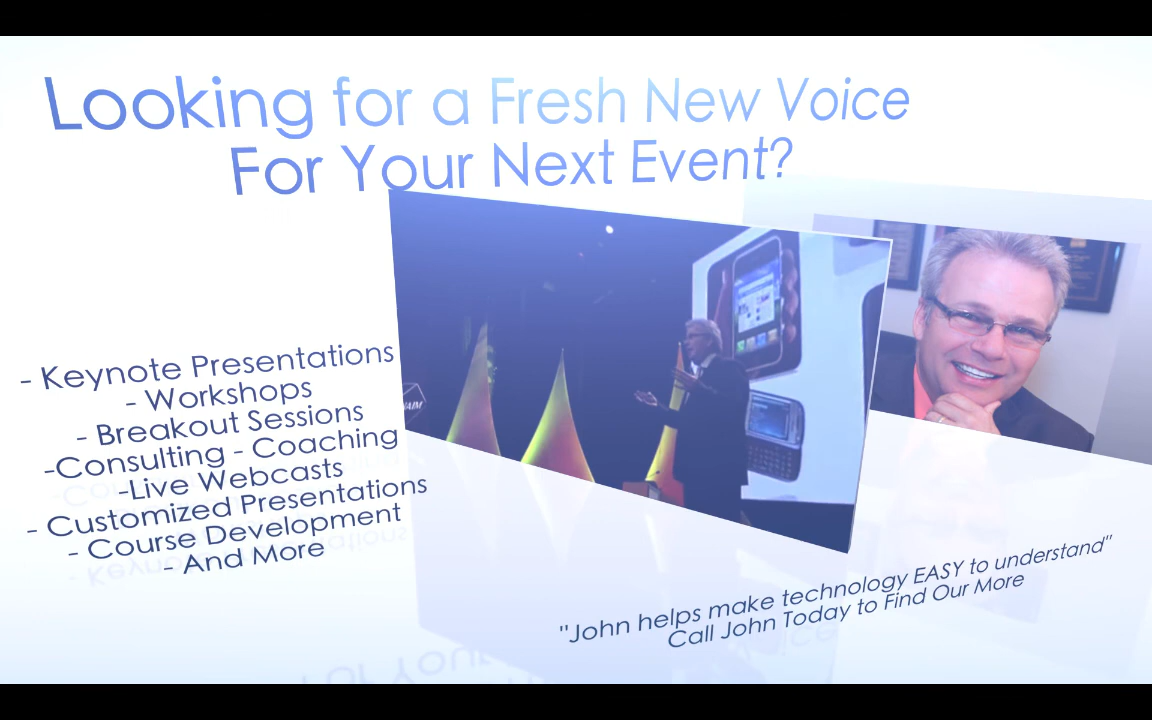 Looking for a Fresh New Voice
For Your Next Event?
- Keynote Presentations
- Workshops
- Breakout Sessions
-Consulting - Coaching
-Live Webcasts
- Customized Presentations
- Course Development
- And More
"John helps make technology EASY to understand"
Call John Today to Find Our More